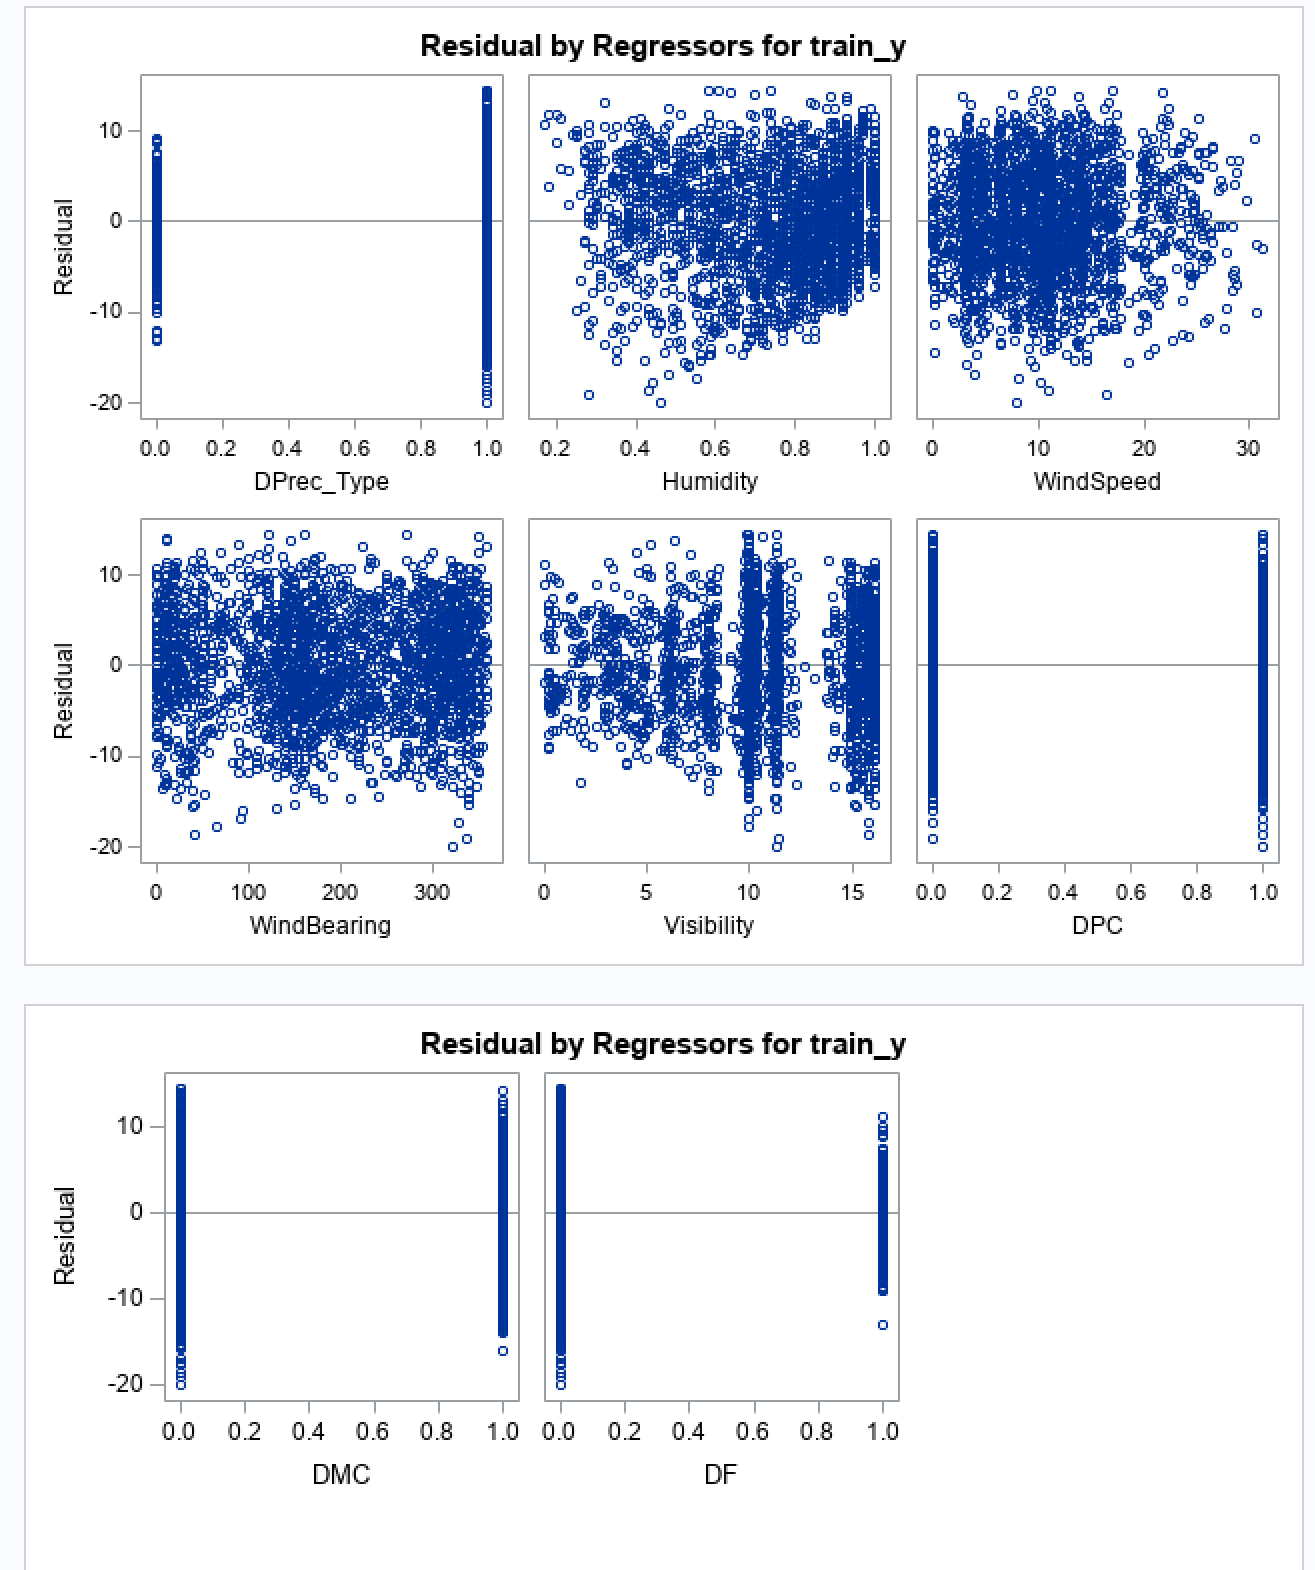 Residual by Regressors for train_y
Residual
10
0
-10
-20
0.0 0.2 0.4 0.6 0.8 1.0
DPrec_Type
0.2 0.4 0.6 0.8 1.0
Humidity
0 10 20 30
WindSpeed
Residual
10
0
-10
-20
0 100 200 300
WindBearing
0 5 10 15
Visibility
0.0 0.2 0.4 0.6 0.8 1.0
DPC
Residual by Regressors for train_y
Residual
10
0
-10
-20
0.0 0.2 0.4 0.6 0.8 1.0
DMC
0.0 0.2 0.4 0.6 0.8 1.0
DF